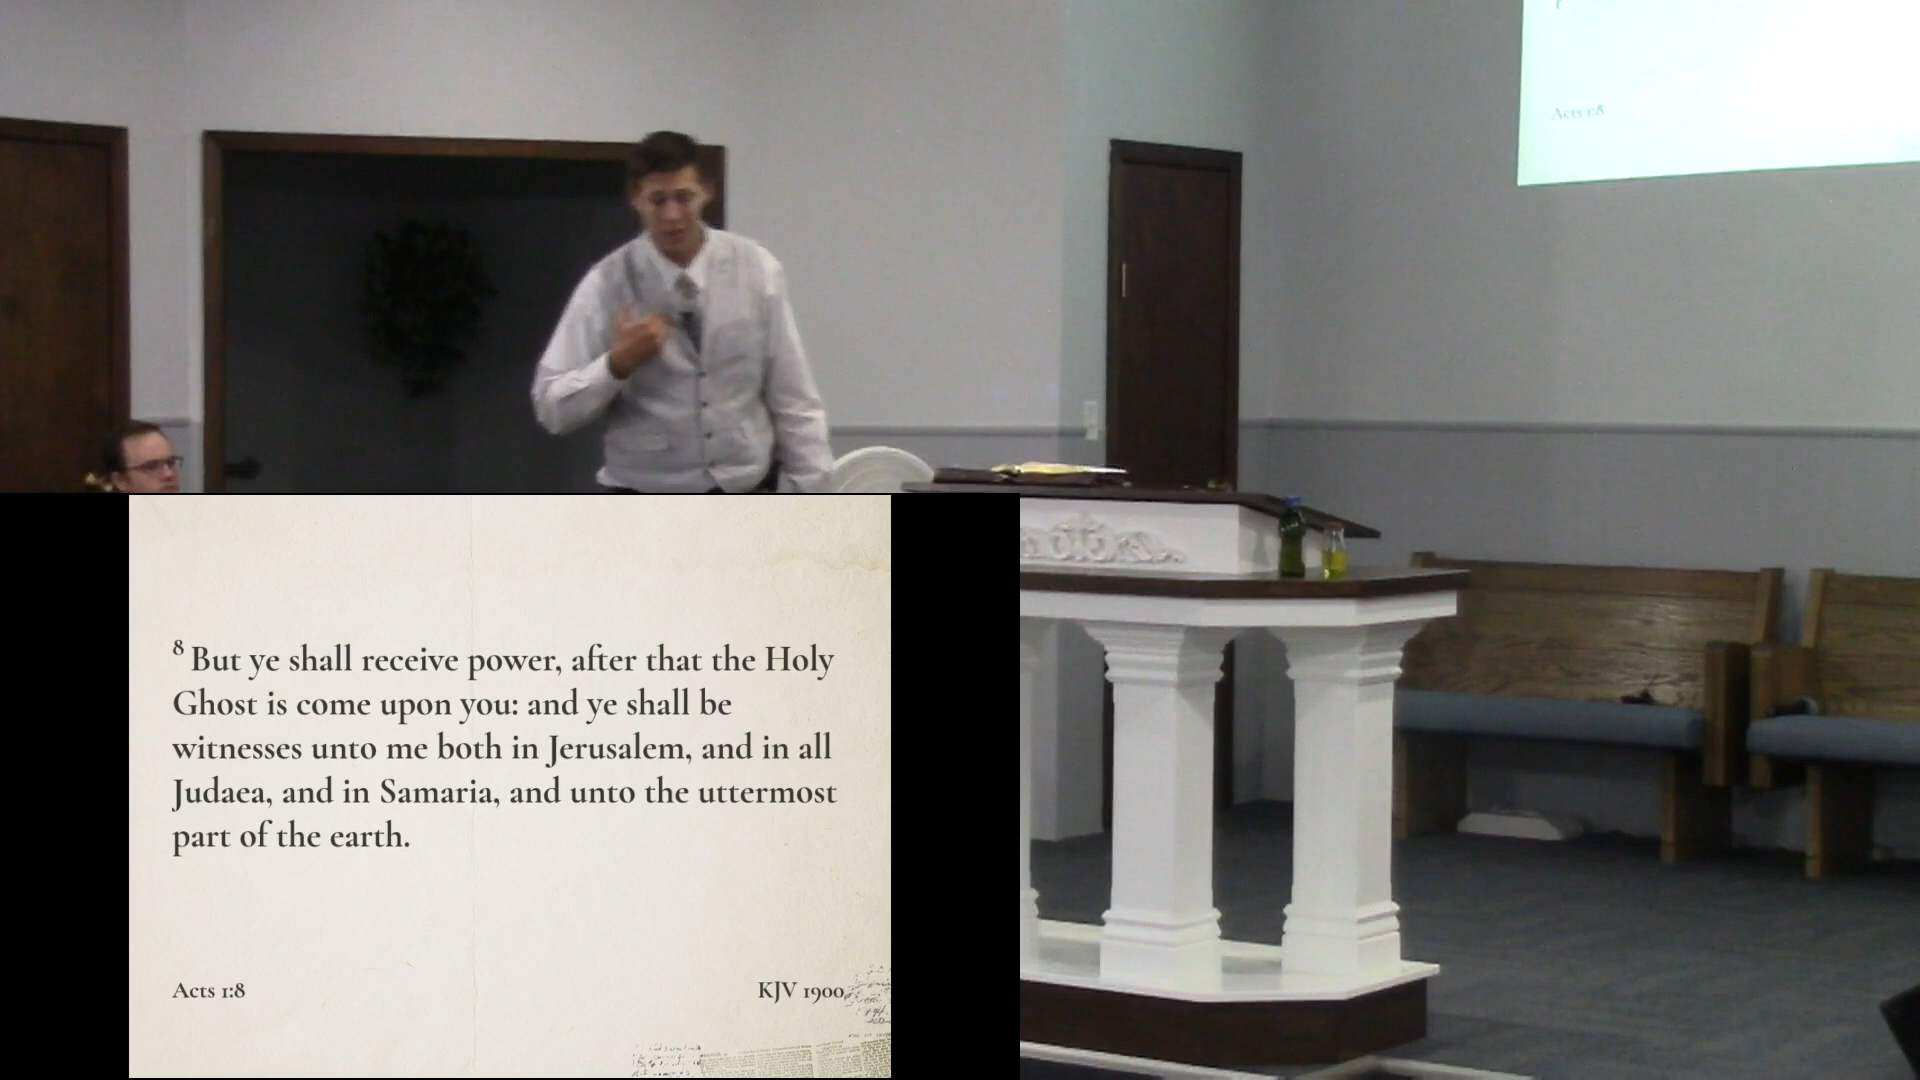 Acts 1:8
8 But ye shall receive power, after that the Holy
Ghost is come upon you: and ye shall be
witnesses unto me both in Jerusalem, and in all
Judaea, and in Samaria, and unto the uttermost
part of the earth.
Acts 1:8
KJV 1900